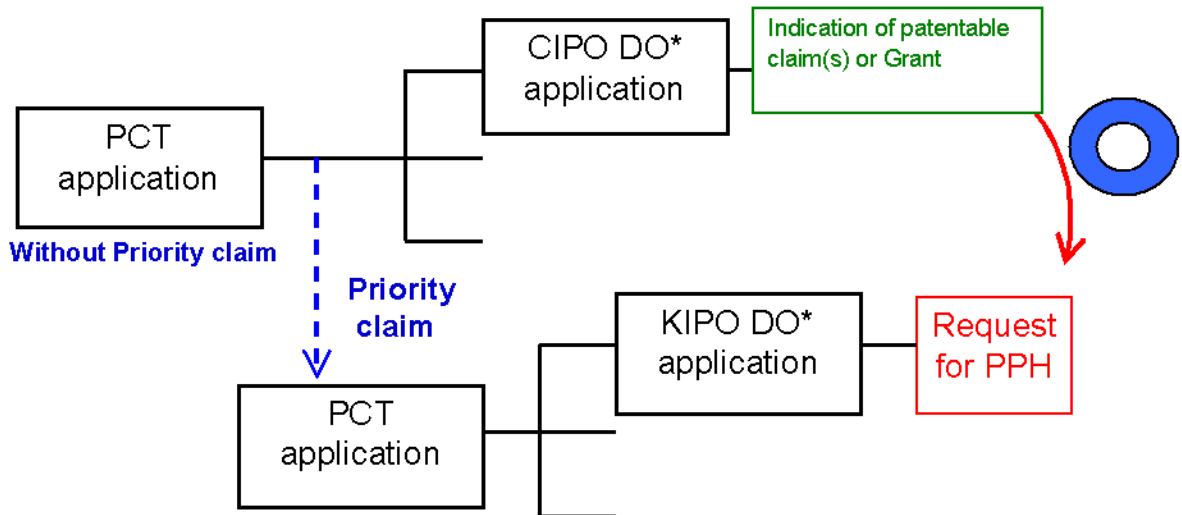 CIPO DO*
application
Indication of patentable
claim(s) or Grant
PCT
application
Without Priority claim
Priority
claim
KIPO DO*
application
Request
for PPH
PCT
application